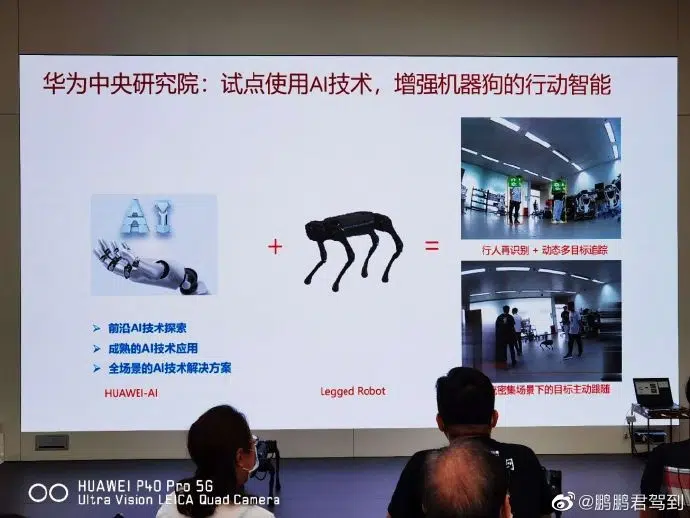 华为中央研究院：试点使用AI技术，增强机器狗的行动智能
AI
+
=
行人再识别 + 动态多目标追踪
➢ 前沿AI技术探索
➢ 成熟的AI技术应用
➢ 全场景的AI技术解决方案
HUAWEI-AI
Legged Robot
密集场景下的目标主动跟随
HUAWEI P40 Pro 5G
Ultra Vision LEICA Quad Camera
@鹏鹏君驾到